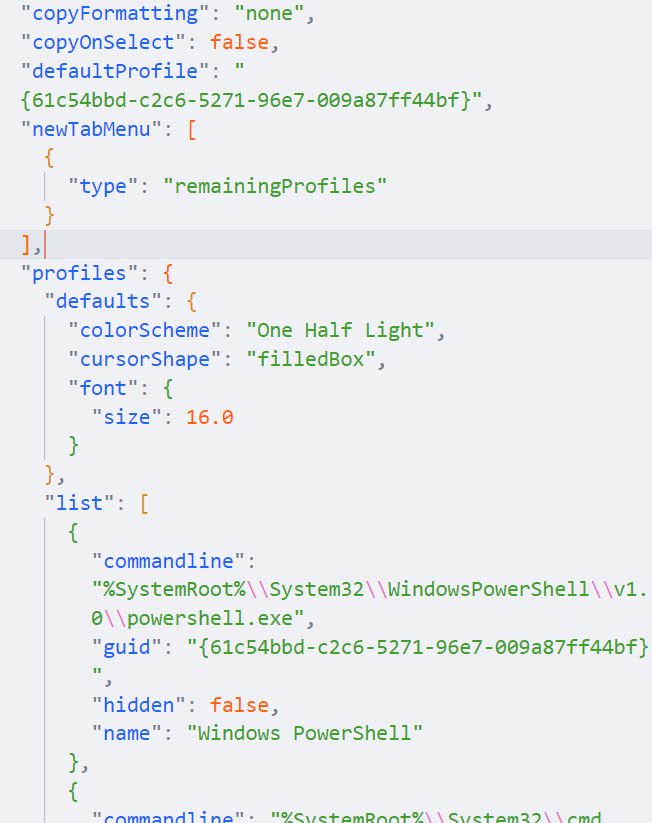 "copyFormatting": "none",
"copyOnSelect": false,
"defaultProfile": "
{61c54bbd-c2c6-5271-96e7-009a87ff44bf}",
"newTabMenu": [
{
"type": "remainingProfiles"
}
],
"profiles": {
"defaults": {
"colorScheme": "One Half Light",
"cursorShape": "filledBox",
"font": {
"size": 16.0
}
},
"list": [
{
"commandline":
"%SystemRoot%\\System32\\WindowsPowerShell\\v1.
0\\powershell.exe",
"guid": "{61c54bbd-c2c6-5271-96e7-009a87ff44bf}
",
"hidden": false,
"name": "Windows PowerShell"
},
{
"commandline": "%SystemRoot%\\System32\\cmd